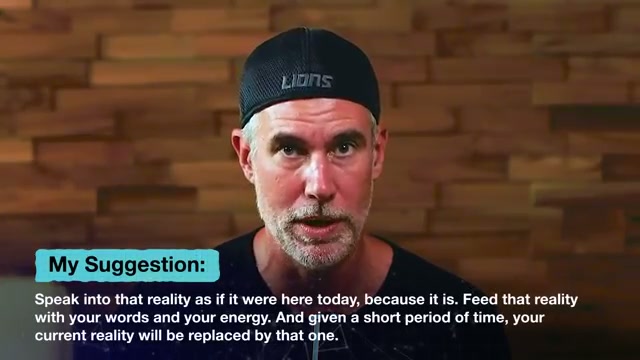 LIONS
My Suggestion:
Speak into that reality as if it were here today, because it is. Feed that reality
with your words and your energy. And given a short period of time, your
current reality will be replaced by that one.